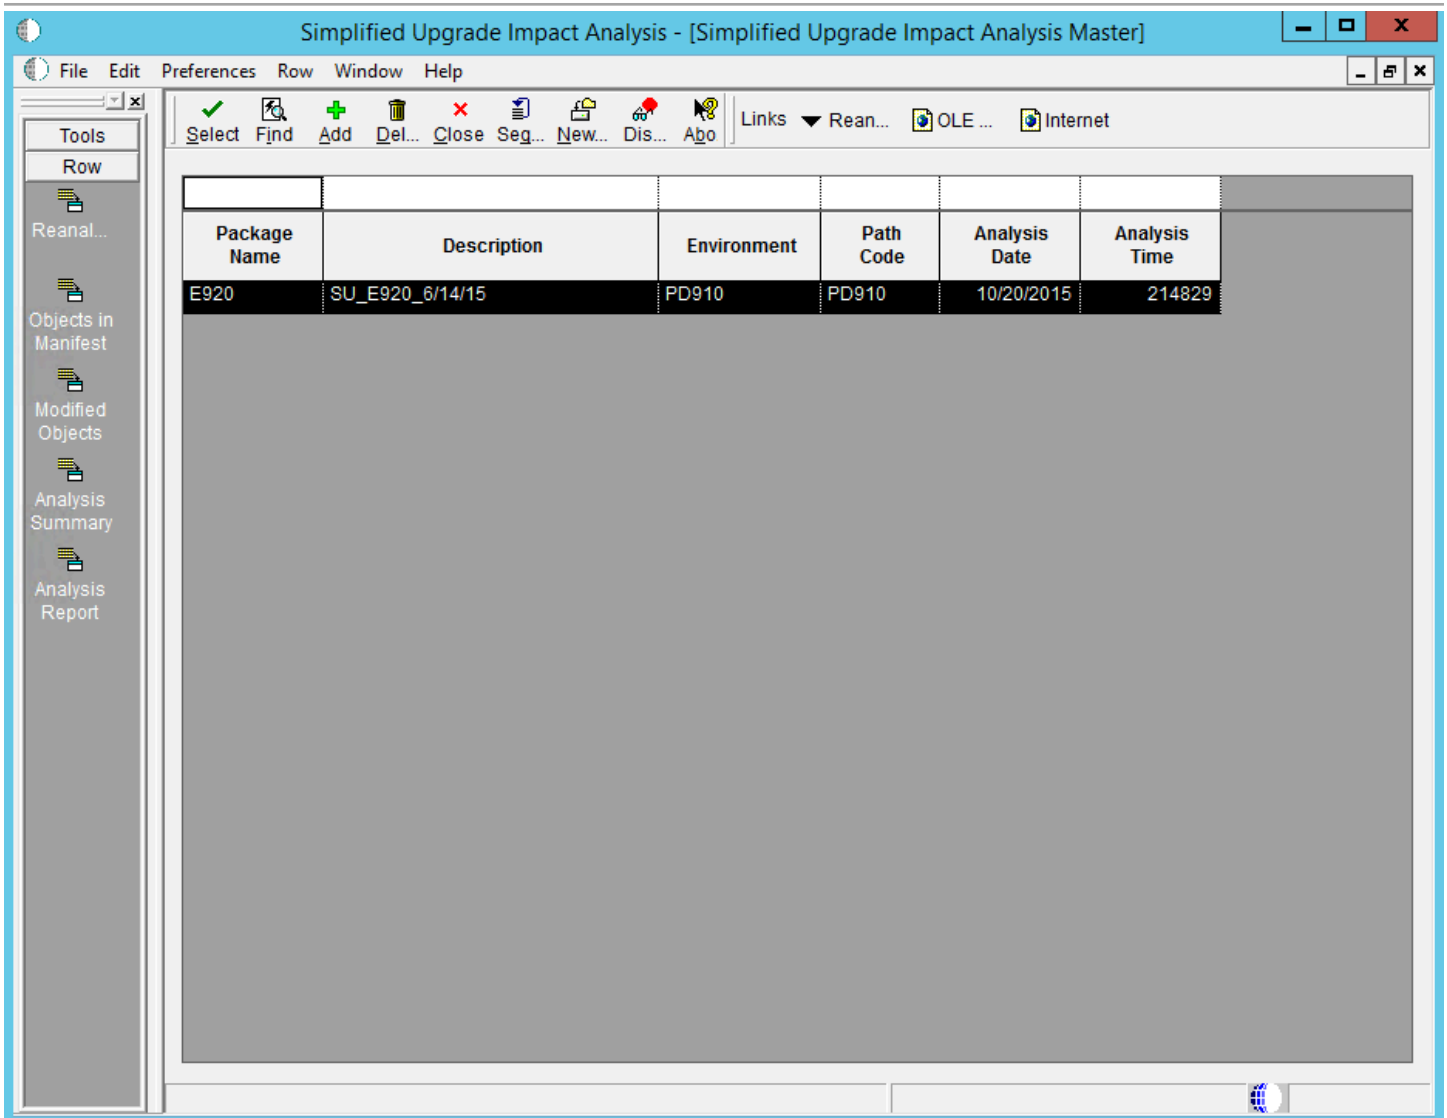 Simplified Upgrade Impact Analysis - [Simplified Upgrade Impact Analysis Master]
File Edit Preferences Row Window Help
Select Find Add Del... Close Seq... New... Dis... Abo Links Rean... OLE ... Internet
Tools
Row
Reanal...
Objects in
Manifest
Modified
Objects
Analysis
Summary
Analysis
Report
Package Name Description Environment Path Code Analysis Date Analysis Time
E920 SU_E920_6/14/15 PD910 PD910 10/20/2015 214829